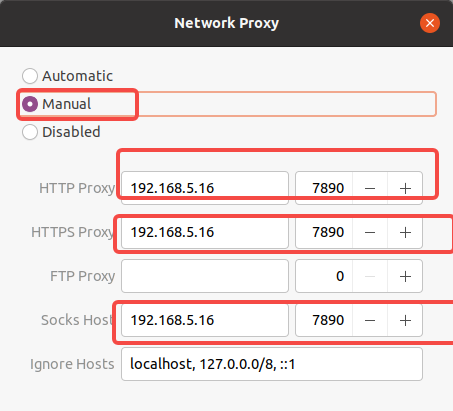 Network Proxy
Automatic
Manual
Disabled
HTTP Proxy 192.168.5.16 7890 − +
HTTPS Proxy 192.168.5.16 7890 − +
FTP Proxy 0 − +
Socks Host 192.168.5.16 7890 − +
Ignore Hosts localhost, 127.0.0.0/8, ::1